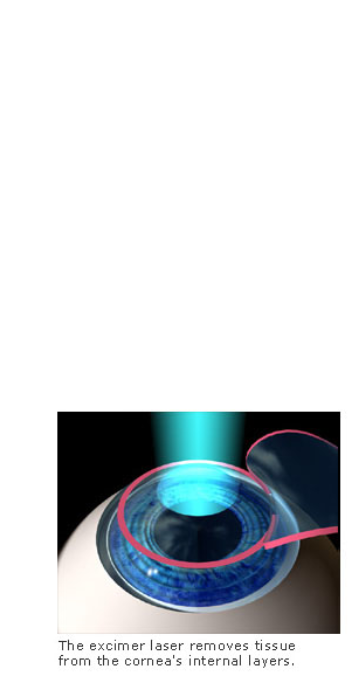 The excimer laser removes tissue
from the cornea's internal layers.